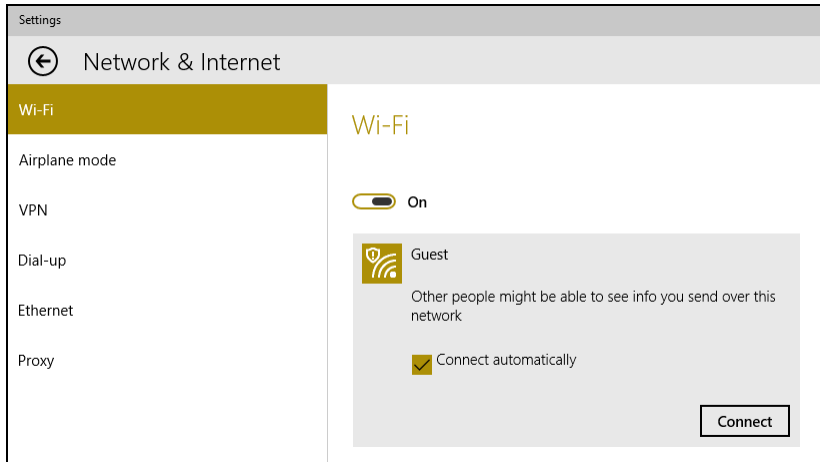 Settings
Network & Internet
Wi-Fi
Airplane mode
VPN
Dial-up
Ethernet
Proxy
Wi-Fi
On
Guest
Other people might be able to see info you send over this
network
Connect automatically
Connect